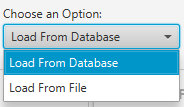 Choose an Option:
Load From Database
Load From Database
Load From File